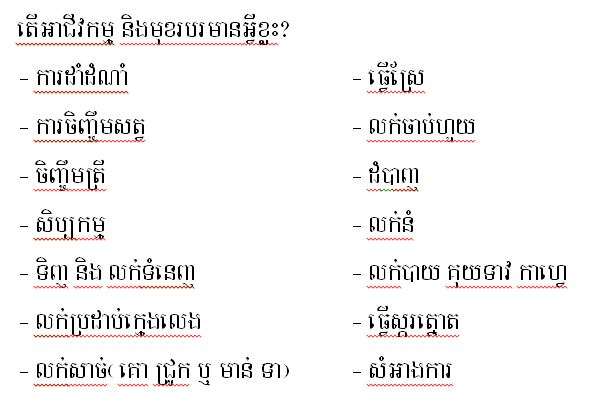 តើអាជីវកម្ម និងមុខរបរមានអ្វីខ្លះ?
- ការដាំដំណាំ
- ការចិញ្ចឹមសត្វ
- ចិញ្ចឹមត្រី
- សិប្បកម្ម
- ទិញ និង លក់ទំនេញ
- លក់ប្រដាប់ក្មេងលេង
- លក់សាច់( គោ ជ្រូក ឬ មាន់ ទា)
- ធ្វើស្រែ
- លក់ចាប់ហួយ
- ដំបាញ
- លក់នំ
- លក់បាយ គុយទាវ កាហ្វេ
- ធ្វើស្ករត្នោត
- សំអាងការ